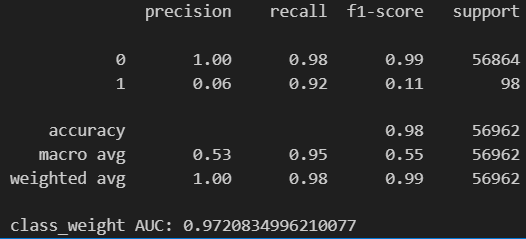 precision recall f1-score support
0 1.00 0.98 0.99 56864
1 0.06 0.92 0.11 98
accuracy 0.98 56962
macro avg 0.53 0.95 0.55 56962
weighted avg 1.00 0.98 0.99 56962
class_weight AUC: 0.9720834996210077